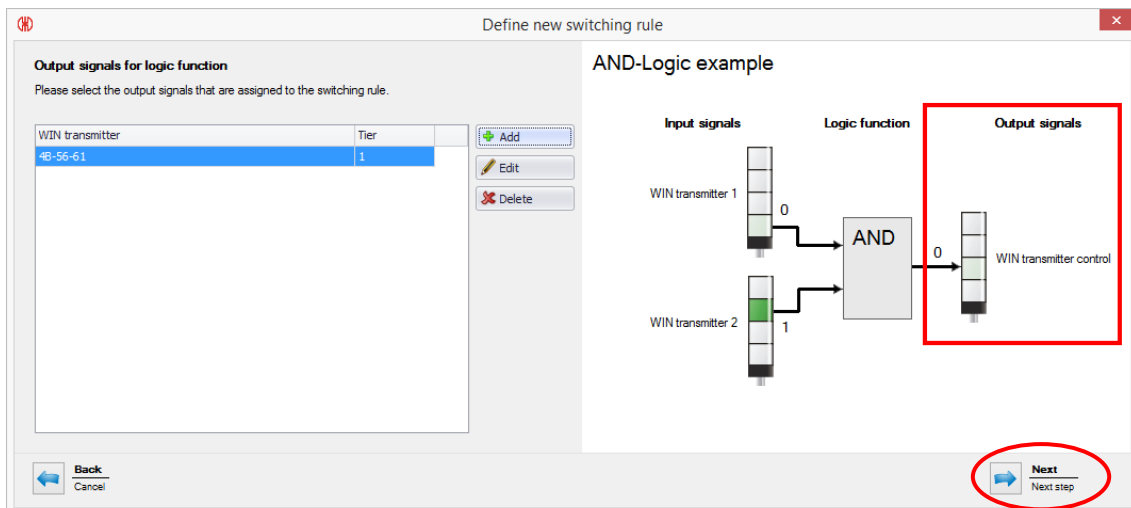 Define new switching rule
Output signals for logic function
Please select the output signals that are assigned to the switching rule.
WIN transmitter Tier
4B-56-61 1
Add
Edit
Delete
AND-Logic example
Input signals Logic function Output signals
WIN transmitter 1
0
AND
0
WIN transmitter control
WIN transmitter 2
1
Back
Cancel
Next
Next step